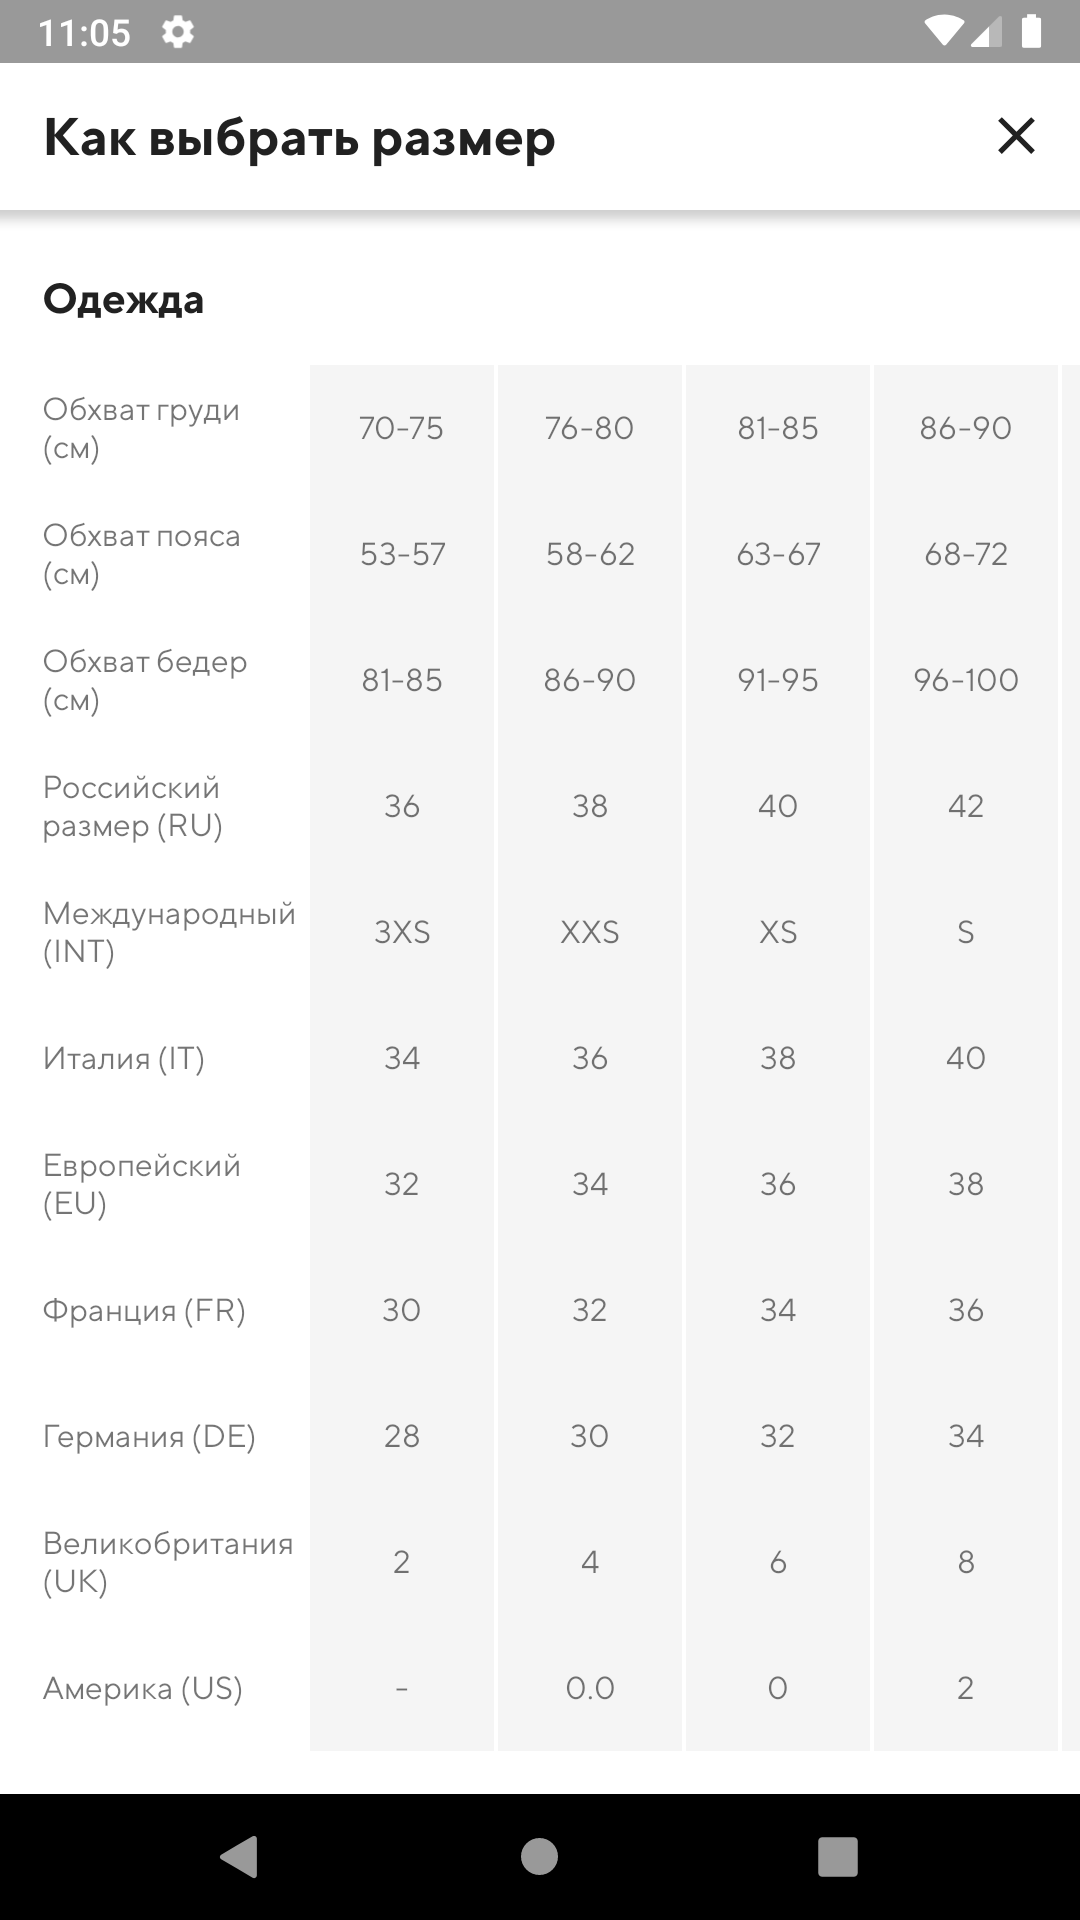 11:05
Как выбрать размер
Одежда
Обхват груди
(см)
70-75 76-80 81-85 86-90
Обхват пояса
(см)
53-57 58-62 63-67 68-72
Обхват бедер
(см)
81-85 86-90 91-95 96-100
Российский
размер (RU)
36 38 40 42
Международный
(INT)
3XS XXS XS S
Италия (IT) 34 36 38 40
Европейский
(EU)
32 34 36 38
Франция (FR) 30 32 34 36
Германия (DE) 28 30 32 34
Великобритания
(UK)
2 4 6 8
Америка (US) - 0.0 0 2